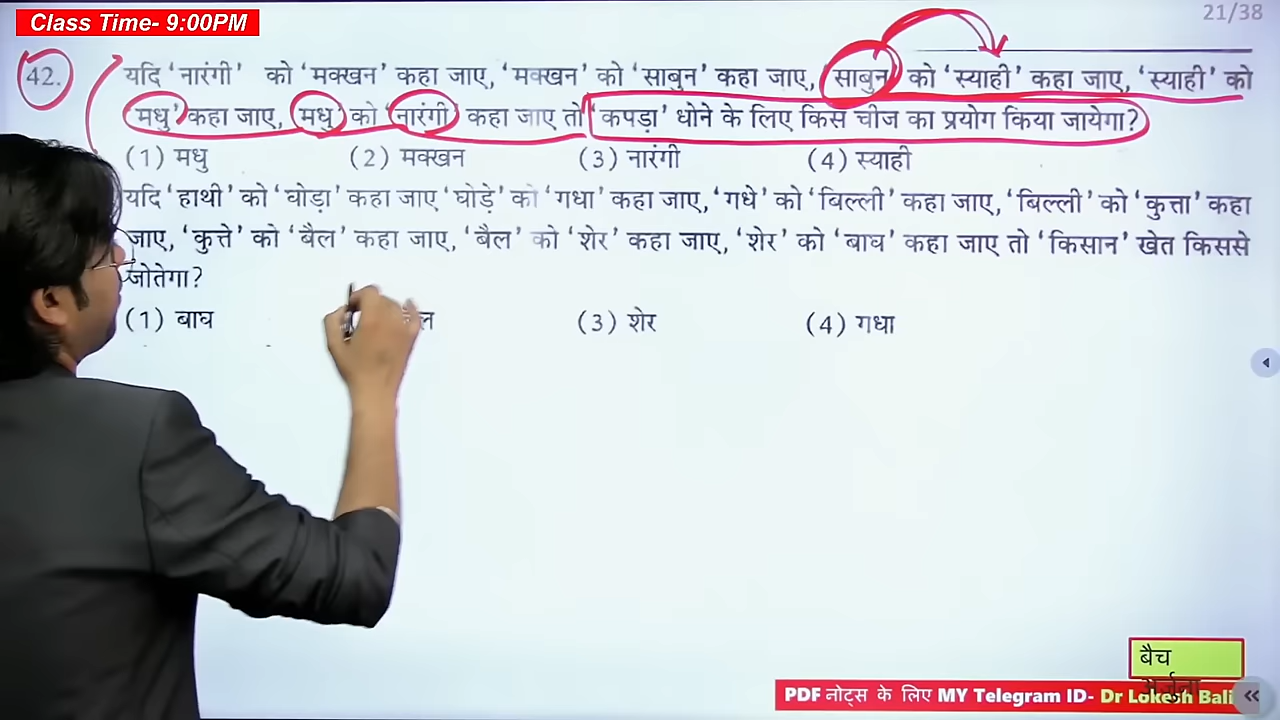 Class Time- 9:00PM
21/38
42. यदि ‘नारंगी’ को ‘मक्खन’ कहा जाए, ‘मक्खन’ को ‘साबुन’ कहा जाए, ‘साबुन’ को ‘स्याही’ कहा जाए, ‘स्याही’ को
‘मधु’ कहा जाए, ‘मधु’ को ‘नारंगी’ कहा जाए तो ‘कपड़ा’ धोने के लिए किस चीज का प्रयोग किया जायेगा?
(1) मधु (2) मक्खन (3) नारंगी (4) स्याही
यदि ‘हाथी’ को ‘घोड़ा’ कहा जाए ‘घोड़े’ को ‘गधा’ कहा जाए, ‘गधे’ को ‘बिल्ली’ कहा जाए, ‘बिल्ली’ को ‘कुत्ता’ कहा
जाए, ‘कुत्ते’ को ‘बैल’ कहा जाए, ‘बैल’ को ‘शेर’ कहा जाए, ‘शेर’ को ‘बाघ’ कहा जाए तो ‘किसान’ खेत किससे
जोतेगा?
(1) बाघ (3) शेर (4) गधा
बैच
PDF नोट्स के लिए MY Telegram ID- Dr Lokesh Bali